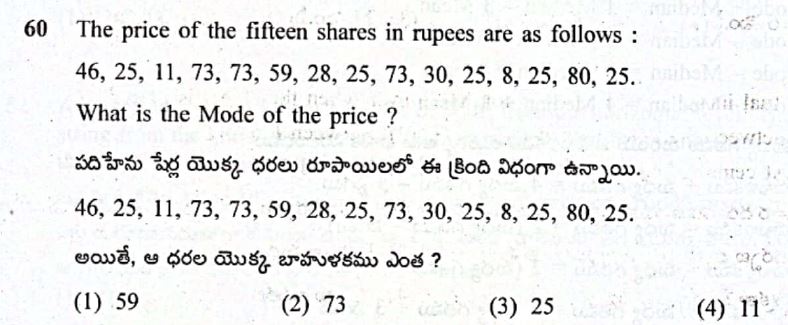 60 The price of the fifteen shares in rupees are as follows :
46, 25, 11, 73, 73, 59, 28, 25, 73, 30, 25, 8, 25, 80, 25.
What is the Mode of the price ?
పదిహేను షేర్ల యొక్క ధరలు రూపాయిలలో ఈ క్రింది విధంగా ఉన్నాయి.
46, 25, 11, 73, 73, 59, 28, 25, 73, 30, 25, 8, 25, 80, 25.
అయితే, ఆ ధరల యొక్క బాహుళకము ఎంత ?
(1) 59 (2) 73 (3) 25 (4) 11